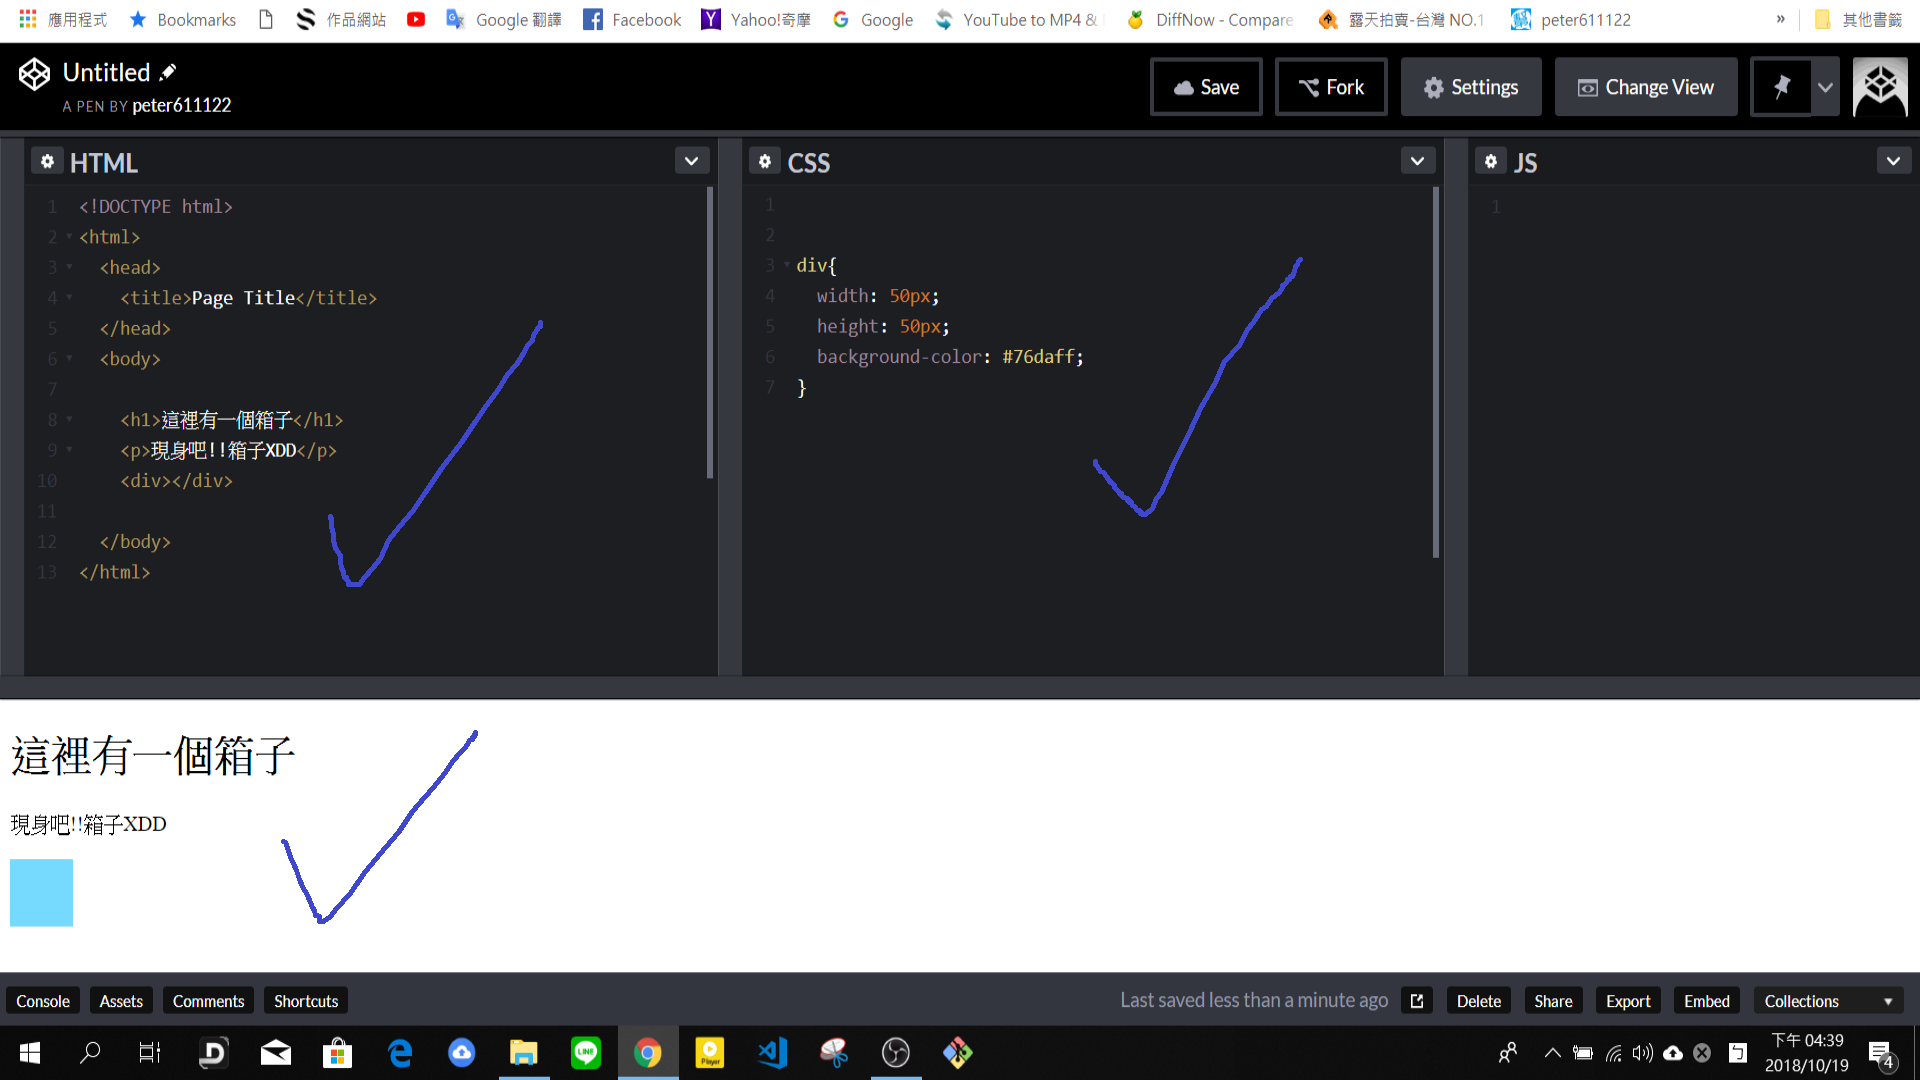 應用程式 Bookmarks 作品網站 Google 翻譯 Facebook Yahoo!奇摩 Google YouTube to MP4 & DiffNow - Compare 露天拍賣-台灣 NO.1 peter611122 » 其他書籤
Untitled
A PEN BY peter611122
Save Fork Settings Change View
HTML
1 <!DOCTYPE html>
2 <html>
3 <head>
4 <title>Page Title</title>
5 </head>
6 <body>
7
8 <h1>這裡有一個箱子</h1>
9 <p>現身吧!!箱子XDD</p>
10 <div></div>
11
12 </body>
13 </html>
CSS
1
2
3 div{
4 width: 50px;
5 height: 50px;
6 background-color: #76daff;
7 }
JS
1
這裡有一個箱子
現身吧!!箱子XDD
Console Assets Comments Shortcuts Last saved less than a minute ago Delete Share Export Embed Collections
LINE Player
下午 04:39
2018/10/19
4